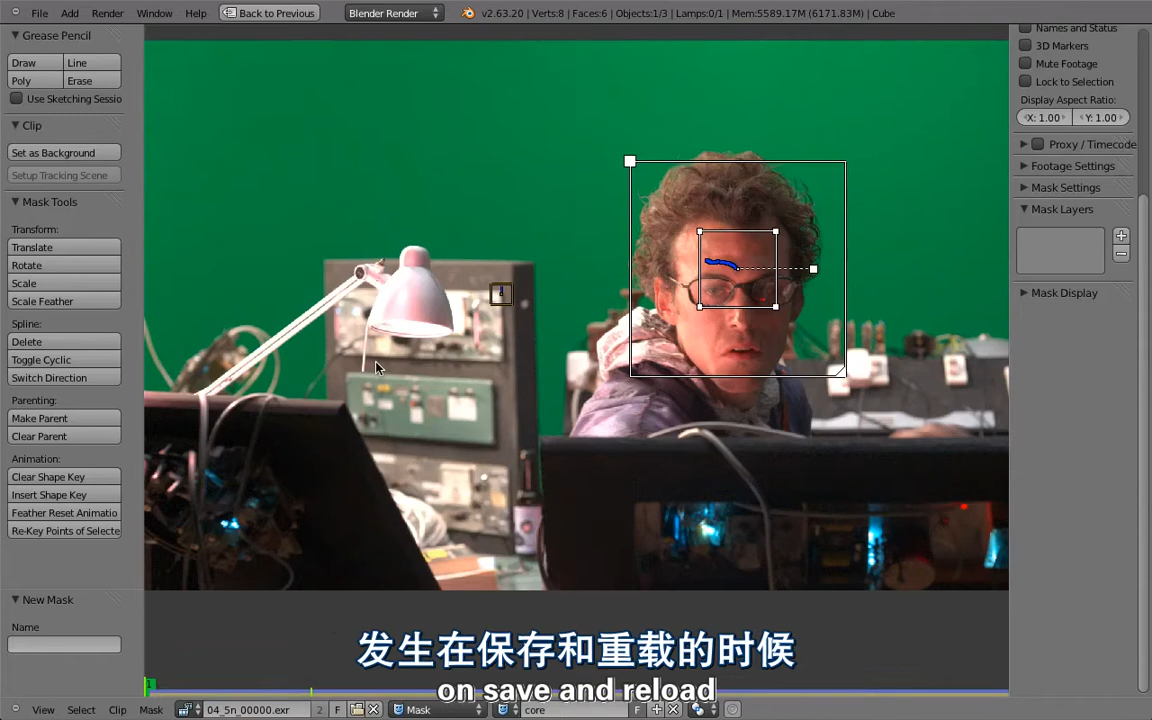 File Add Render Window Help Back to Previous Blender Render v2.63.20 | Verts:8 | Faces:6 | Objects:1/3 | Lamps:0/1 | Mem:5589.17M (6171.83M) | Cube
Grease Pencil
Draw Line
Poly Erase
Use Sketching Sessio
Clip
Set as Background
Setup Tracking Scene
Mask Tools
Transform:
Translate
Rotate
Scale
Scale Feather
Spline:
Delete
Toggle Cyclic
Switch Direction
Parenting:
Make Parent
Clear Parent
Animation:
Clear Shape Key
Insert Shape Key
Feather Reset Animatio
Re-Key Points of Selecte
New Mask
Name
Names and Status
3D Markers
Mute Footage
Lock to Selection
Display Aspect Ratio:
X: 1.00 Y: 1.00
Proxy / Timecode
Footage Settings
Mask Settings
Mask Layers
Mask Display
发生在保存和重载的时候
on save and reload
1
View Select Clip Mask 04_5n_00000.exr 2 F Mask core F